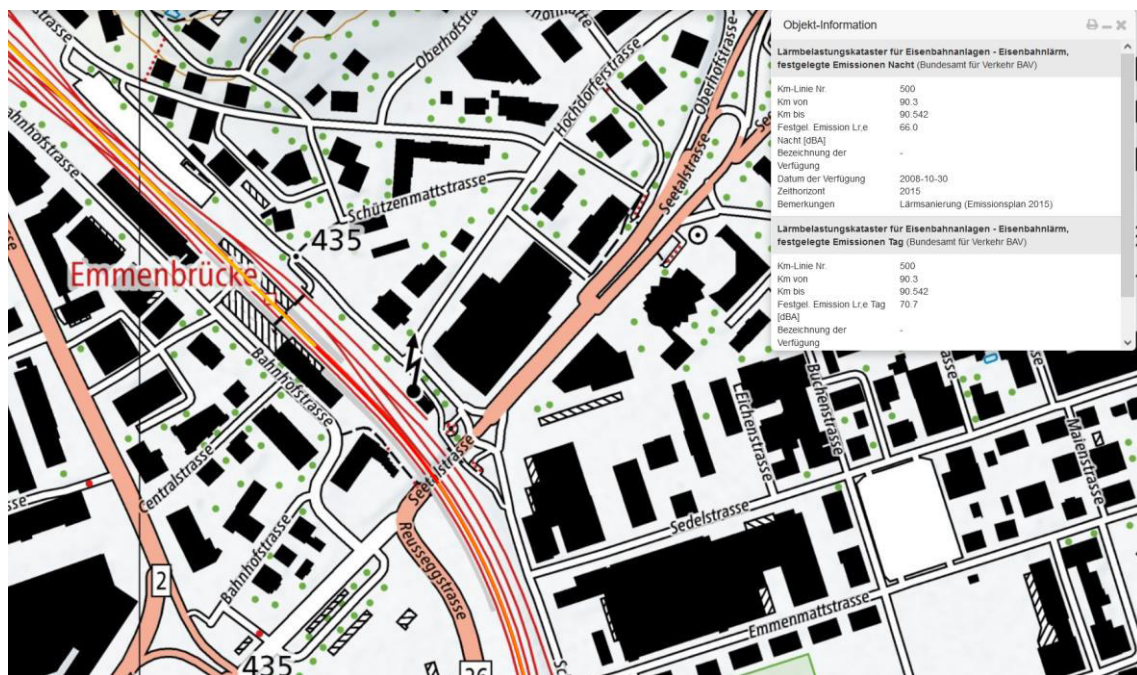 Objekt-Information
Lärmbelastungskataster für Eisenbahnanlagen - Eisenbahnlärm,
festgelegte Emissionen Nacht (Bundesamt für Verkehr BAV)
Km-Linie Nr. 500
Km von 90.3
Km bis 90.542
Festgel. Emission Lr,e 66.0
Nacht [dBA]
Bezeichnung der -
Verfügung
Datum der Verfügung 2008-10-30
Zeithorizont 2015
Bemerkungen Lärmsanierung (Emissionsplan 2015)
Lärmbelastungskataster für Eisenbahnanlagen - Eisenbahnlärm,
festgelegte Emissionen Tag (Bundesamt für Verkehr BAV)
Km-Linie Nr. 500
Km von 90.3
Km bis 90.542
Festgel. Emission Lr,e Tag 70.7
[dBA]
Bezeichnung der -
Verfügung
Oberhofstr
Hochdorferstrasse
Oberhofstrasse
Seetalstrasse
Bahnhofstrasse
Schützenmattstrasse
435
Emmenbrücke
Bahnhofstrasse
Centralstrasse
Seetalstrasse
Eichenstrasse
Buchenstrasse
Maienstrasse
Sedelstrasse
Bahnhofstrasse
Reusseggstrasse
2
Emmenmattstrasse
435
26